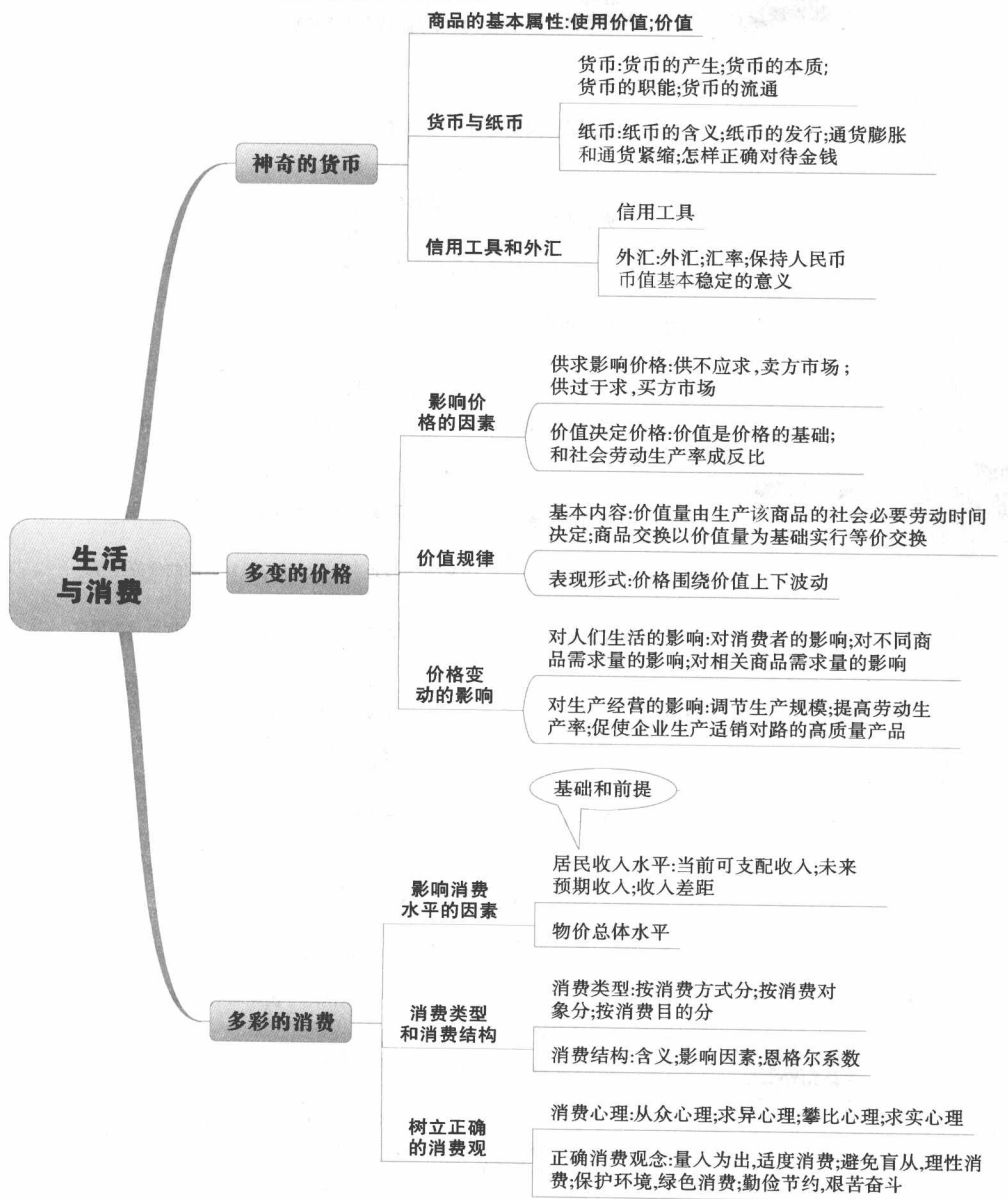 商品的基本属性:使用价值;价值
货币:货币的产生;货币的本质;
货币的职能;货币的流通
货币与纸币
纸币:纸币的含义;纸币的发行;通货膨胀
和通货紧缩;怎样正确对待金钱
神奇的货币
信用工具
信用工具和外汇
外汇:外汇;汇率;保持人民币
币值基本稳定的意义
供求影响价格:供不应求,卖方市场;
供过于求,买方市场
影响价
格的因素
价值决定价格:价值是价格的基础;
和社会劳动生产率成反比
基本内容:价值量由生产该商品的社会必要劳动时间
决定;商品交换以价值量为基础实行等价交换
价值规律
表现形式:价格围绕价值上下波动
生活
与消费
多变的价格
对人们生活的影响:对消费者的影响;对不同商
品需求量的影响;对相关商品需求量的影响
价格变
动的影响
对生产经营的影响:调节生产规模;提高劳动生
产率;促使企业生产适销对路的高质量产品
基础和前提
居民收入水平:当前可支配收入;未来
预期收入;收入差距
影响消费
水平的因素
物价总体水平
消费类型:按消费方式分;按消费对
象分;按消费目的分
多彩的消费
消费类型
和消费结构
消费结构:含义;影响因素;恩格尔系数
消费心理:从众心理;求异心理;攀比心理;求实心理
树立正确
的消费观
正确消费观念:量入为出,适度消费;避免盲从,理性消
费;保护环境,绿色消费;勤俭节约,艰苦奋斗